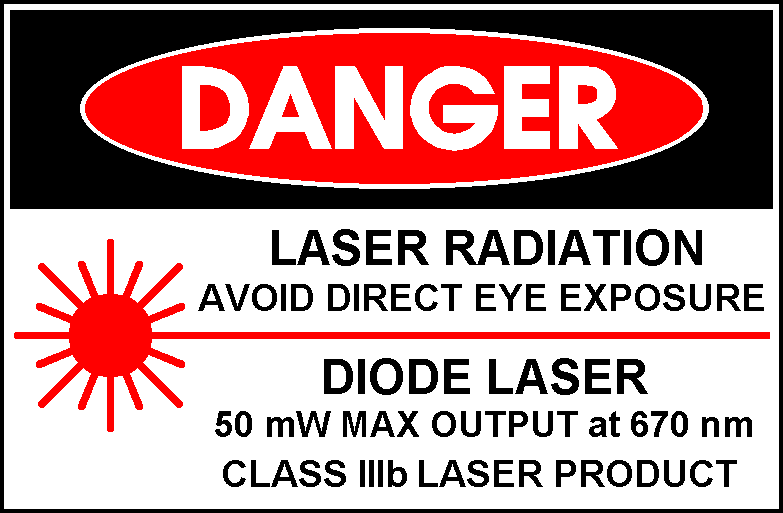 DANGER
LASER RADIATION
AVOID DIRECT EYE EXPOSURE
DIODE LASER
50 mW MAX OUTPUT at 670 nm
CLASS IIIb LASER PRODUCT